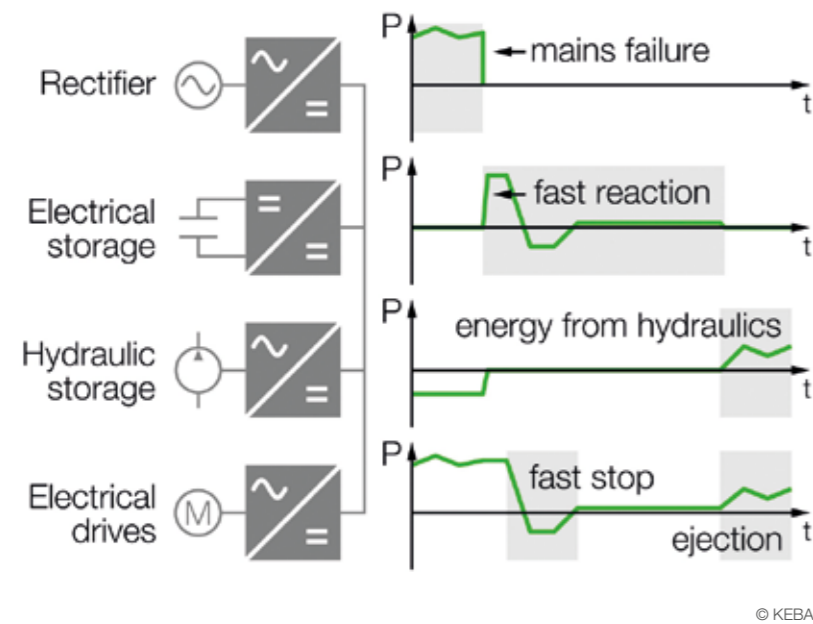 P
mains failure
Rectifier
t
P
fast reaction
Electrical
storage
t
P
energy from hydraulics
Hydraulic
storage
t
P
fast stop
Electrical
drives
M
t
ejection
© KEBA